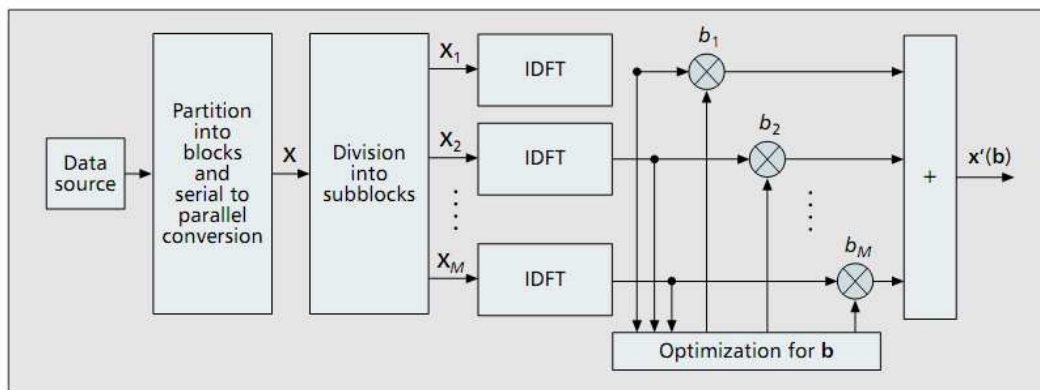 Data
source
Partition
into
blocks
and
serial to
parallel
conversion
X
Division
into
subblocks
X1
X2
XM
IDFT
IDFT
IDFT
b1
b2
bM
Optimization for b
+
x'(b)